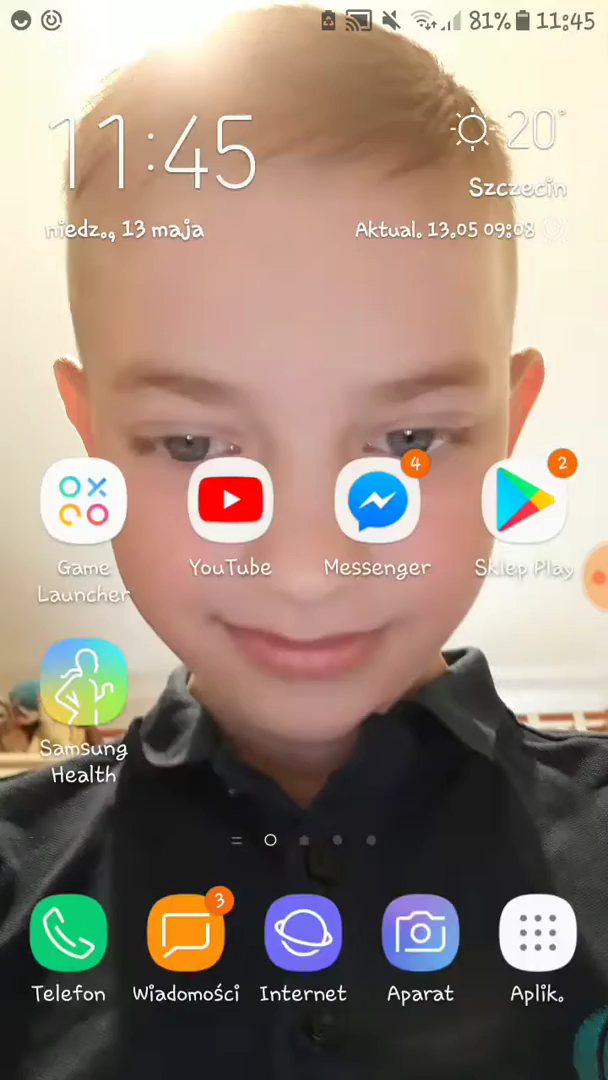 81% 11:45
11:45
20°
Szczecin
niedz., 13 maja
Aktual. 13.05 09:08
4
2
Game
Launcher
YouTube
Messenger
Sklep Play
Samsung
Health
3
Telefon
Wiadomości
Internet
Aparat
Aplik.